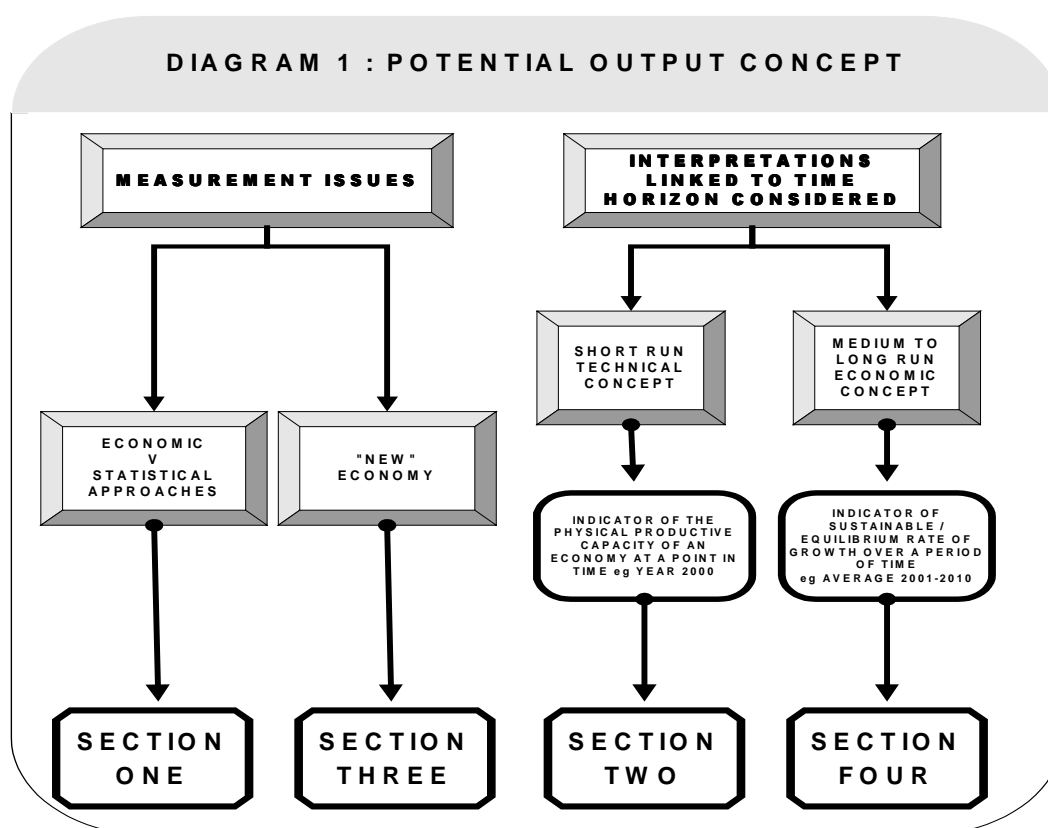 DIAGRAM 1 : POTENTIAL OUTPUT CONCEPT
MEASUREMENT ISSUES
INTERPRETATIONS
LINKED TO TIME
HORIZON CONSIDERED
SHORT RUN
TECHNICAL
CONCEPT
MEDIUM TO
LONG RUN
ECONOMIC
CONCEPT
ECONOMIC
V
STATISTICAL
APPROACHES
"NEW"
ECONOMY
INDICATOR OF THE
PHYSICAL PRODUCTIVE
CAPACITY OF AN
ECONOMY AT A POINT IN
TIME eg YEAR 2000
INDICATOR OF
SUSTAINABLE /
EQUILIBRIUM RATE OF
GROWTH OVER A PERIOD
OF TIME
eg AVERAGE 2001-2010
SECTION
ONE
SECTION
THREE
SECTION
TWO
SECTION
FOUR